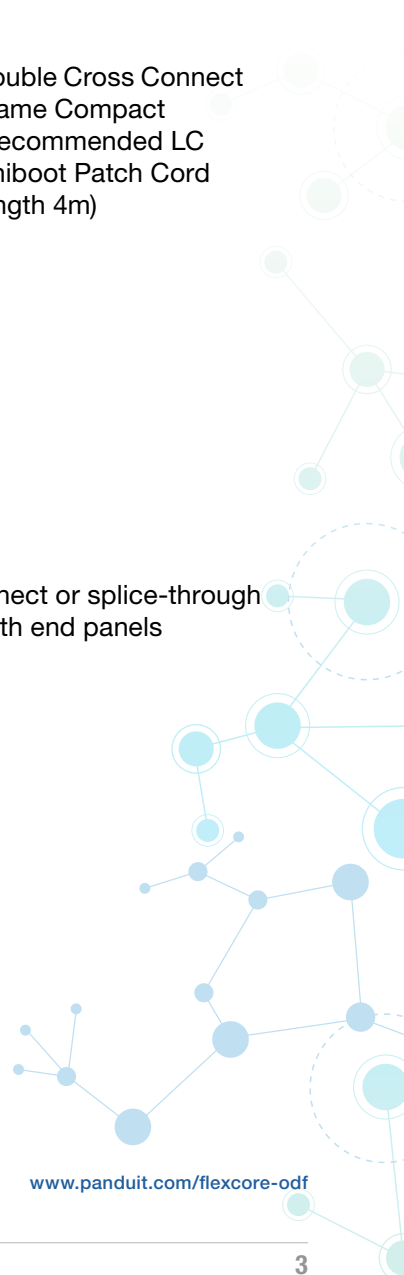 ouble Cross Connect
ame Compact
ecommended LC
niboot Patch Cord
ngth 4m)
nect or splice-through
th end panels
www.panduit.com/flexcore-odf
3